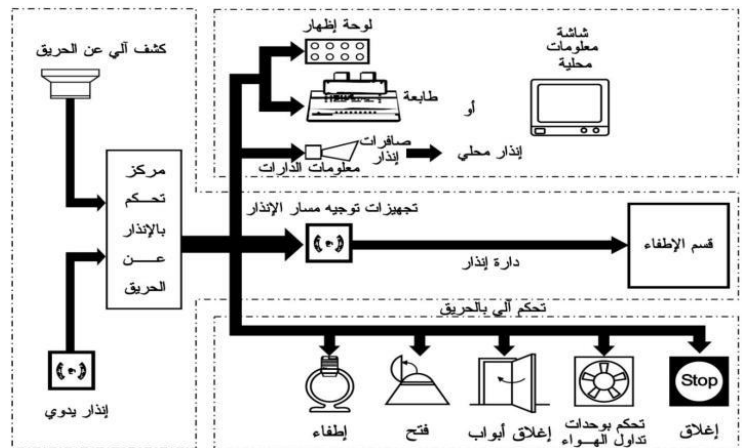 كشف آلي عن الحريق
مركز
تحكم
بالإنذار
عن
الحريق
إنذار يدوي
لوحة إظهار
طابعة
أو
شاشة
معلومات
محلية
صافرات
إنذار
معلومات الدارات
إنذار محلي
تجهيزات توجيه مسار الإنذار
دارة إنذار
قسم الإطفاء
تحكم آلي بالحريق
إطفاء
فتح
إغلاق أبواب
تحكم بوحدات
تداول الهواء
Stop
إغلاق